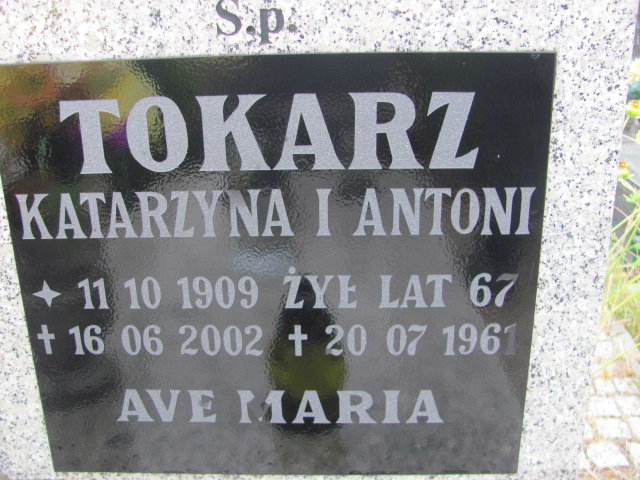 S.p.
TOKARZ
KATARZYNA I ANTONI
11 10 1909 ŻYŁ LAT 67
16 06 2002 20 07 1961
AVE MARIA